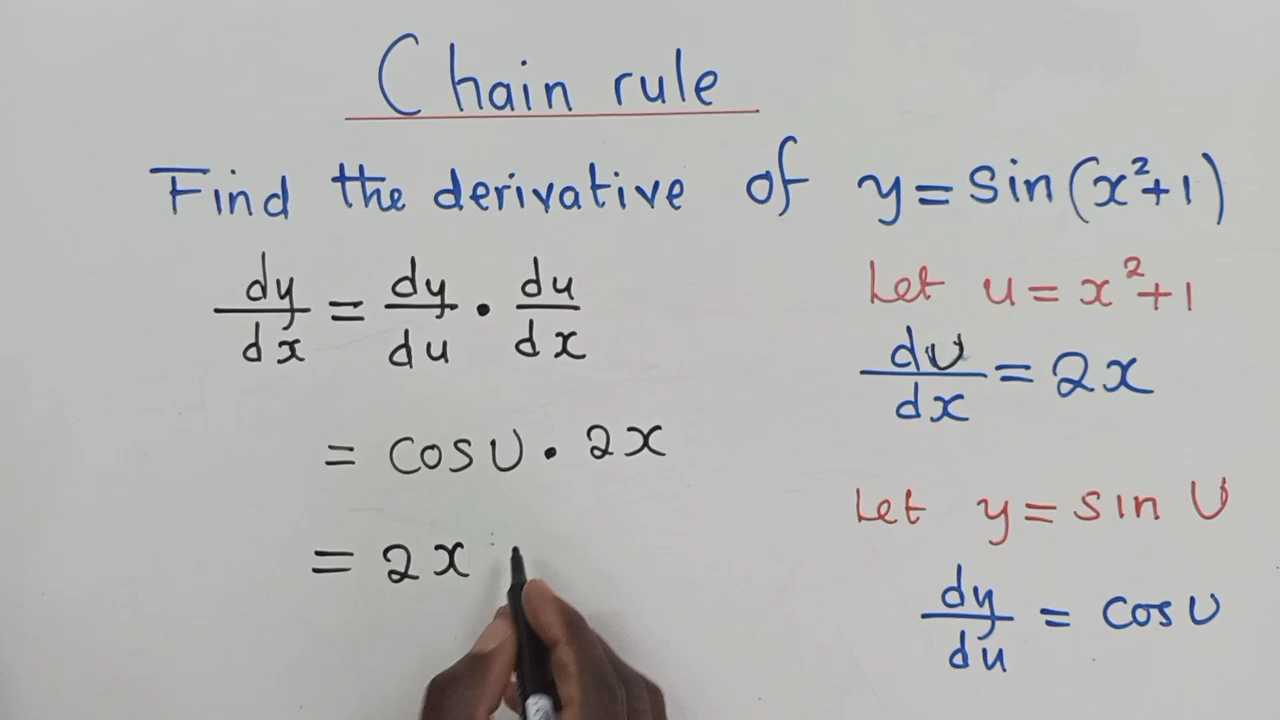 Chain rule
Find the derivative of y = sin(x²+1)
dy/dx = dy/du · du/dx
= cos U · 2x
= 2x
Let u = x²+1
dU/dx = 2x
Let y = sin U
dy/du = cos U